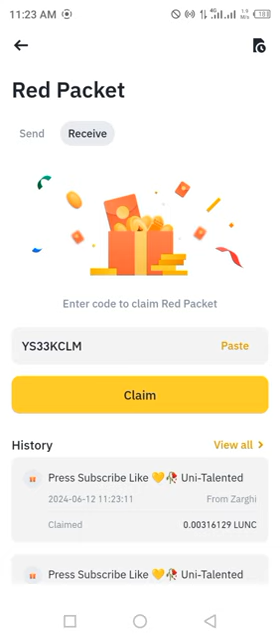 11:23 AM
Red Packet
Send
Receive
Enter code to claim Red Packet
YS33KCLM
Paste
Claim
History
View all >
Press Subscribe Like 💛🥀 Uni-Talented
2024-06-12 11:23:11
From Zarghi
Claimed
0.00316129 LUNC
Press Subscribe Like 💛🥀 Uni-Talented